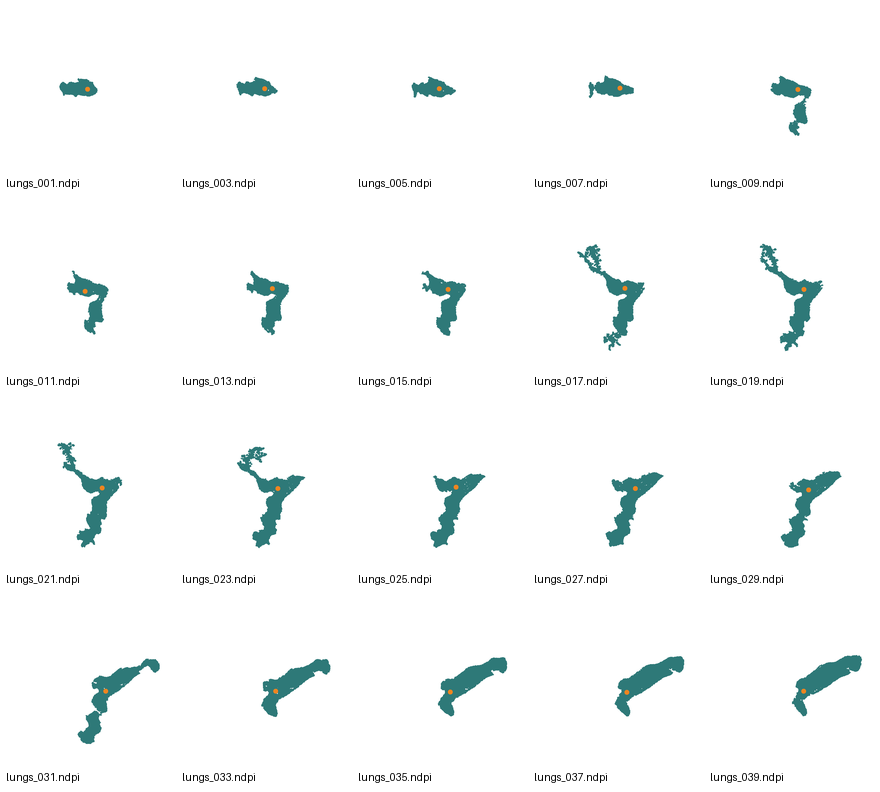 lungs_001.ndpi
lungs_003.ndpi
lungs_005.ndpi
lungs_007.ndpi
lungs_009.ndpi
lungs_011.ndpi
lungs_013.ndpi
lungs_015.ndpi
lungs_017.ndpi
lungs_019.ndpi
lungs_021.ndpi
lungs_023.ndpi
lungs_025.ndpi
lungs_027.ndpi
lungs_029.ndpi
lungs_031.ndpi
lungs_033.ndpi
lungs_035.ndpi
lungs_037.ndpi
lungs_039.ndpi